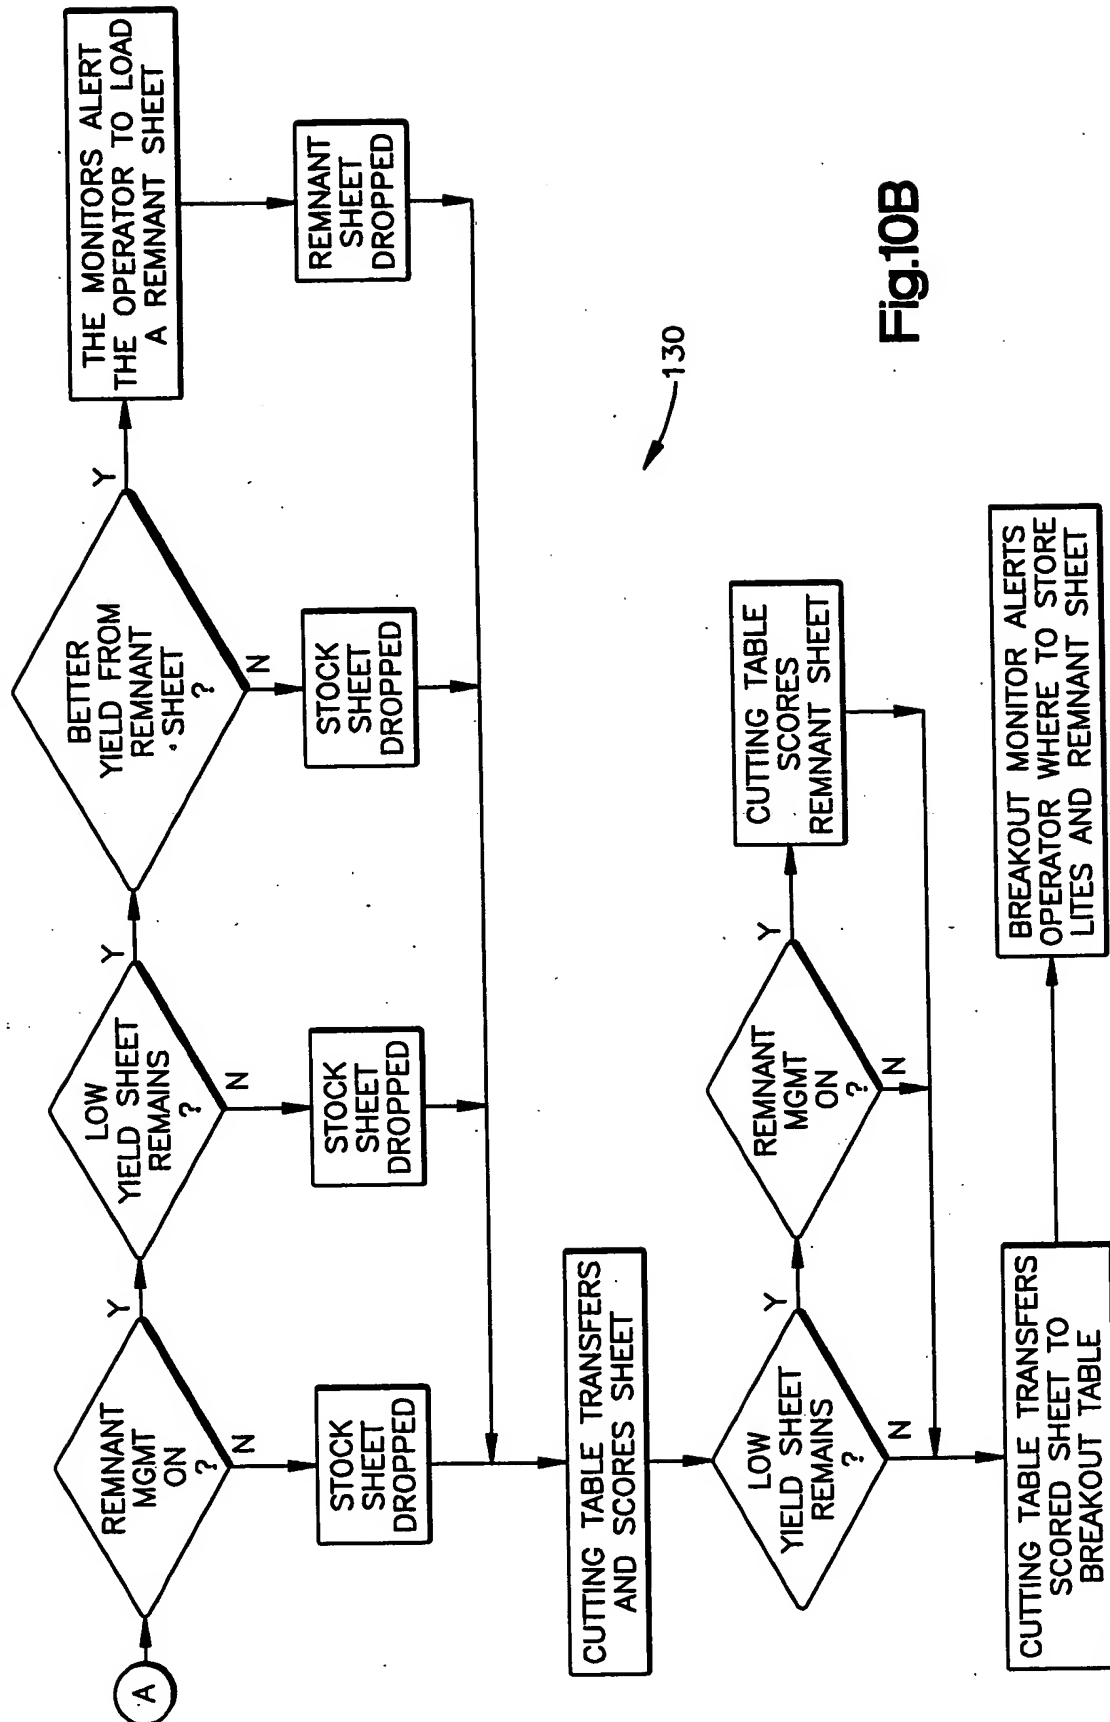 A
REMNANT
MGMT
ON
?
Y
N
STOCK
SHEET
DROPPED
LOW
YIELD SHEET
REMAINS
?
Y
N
STOCK
SHEET
DROPPED
BETTER
YIELD FROM
REMNANT
SHEET
?
Y
N
STOCK
SHEET
DROPPED
THE MONITORS ALERT
THE OPERATOR TO LOAD
A REMNANT SHEET
REMNANT
SHEET
DROPPED
CUTTING TABLE TRANSFERS
AND SCORES SHEET
130
LOW
YIELD SHEET
REMAINS
?
Y
N
REMNANT
MGMT
ON
?
Y
N
CUTTING TABLE
SCORES
REMNANT SHEET
CUTTING TABLE TRANSFERS
SCORED SHEET TO
BREAKOUT TABLE
BREAKOUT MONITOR ALERTS
OPERATOR WHERE TO STORE
LITES AND REMNANT SHEET
Fig.10B